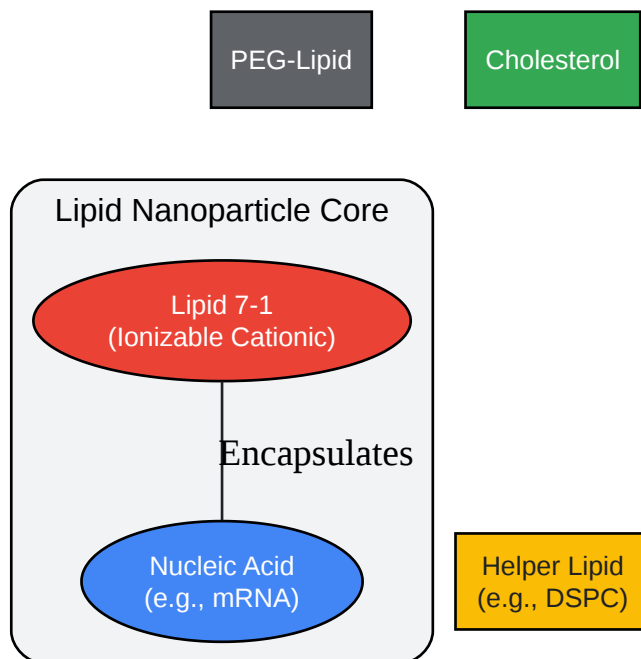 PEG-Lipid
Cholesterol
Lipid Nanoparticle Core
Lipid 7-1
(Ionizable Cationic)
Encapsulates
Nucleic Acid
(e.g., mRNA)
Helper Lipid
(e.g., DSPC)